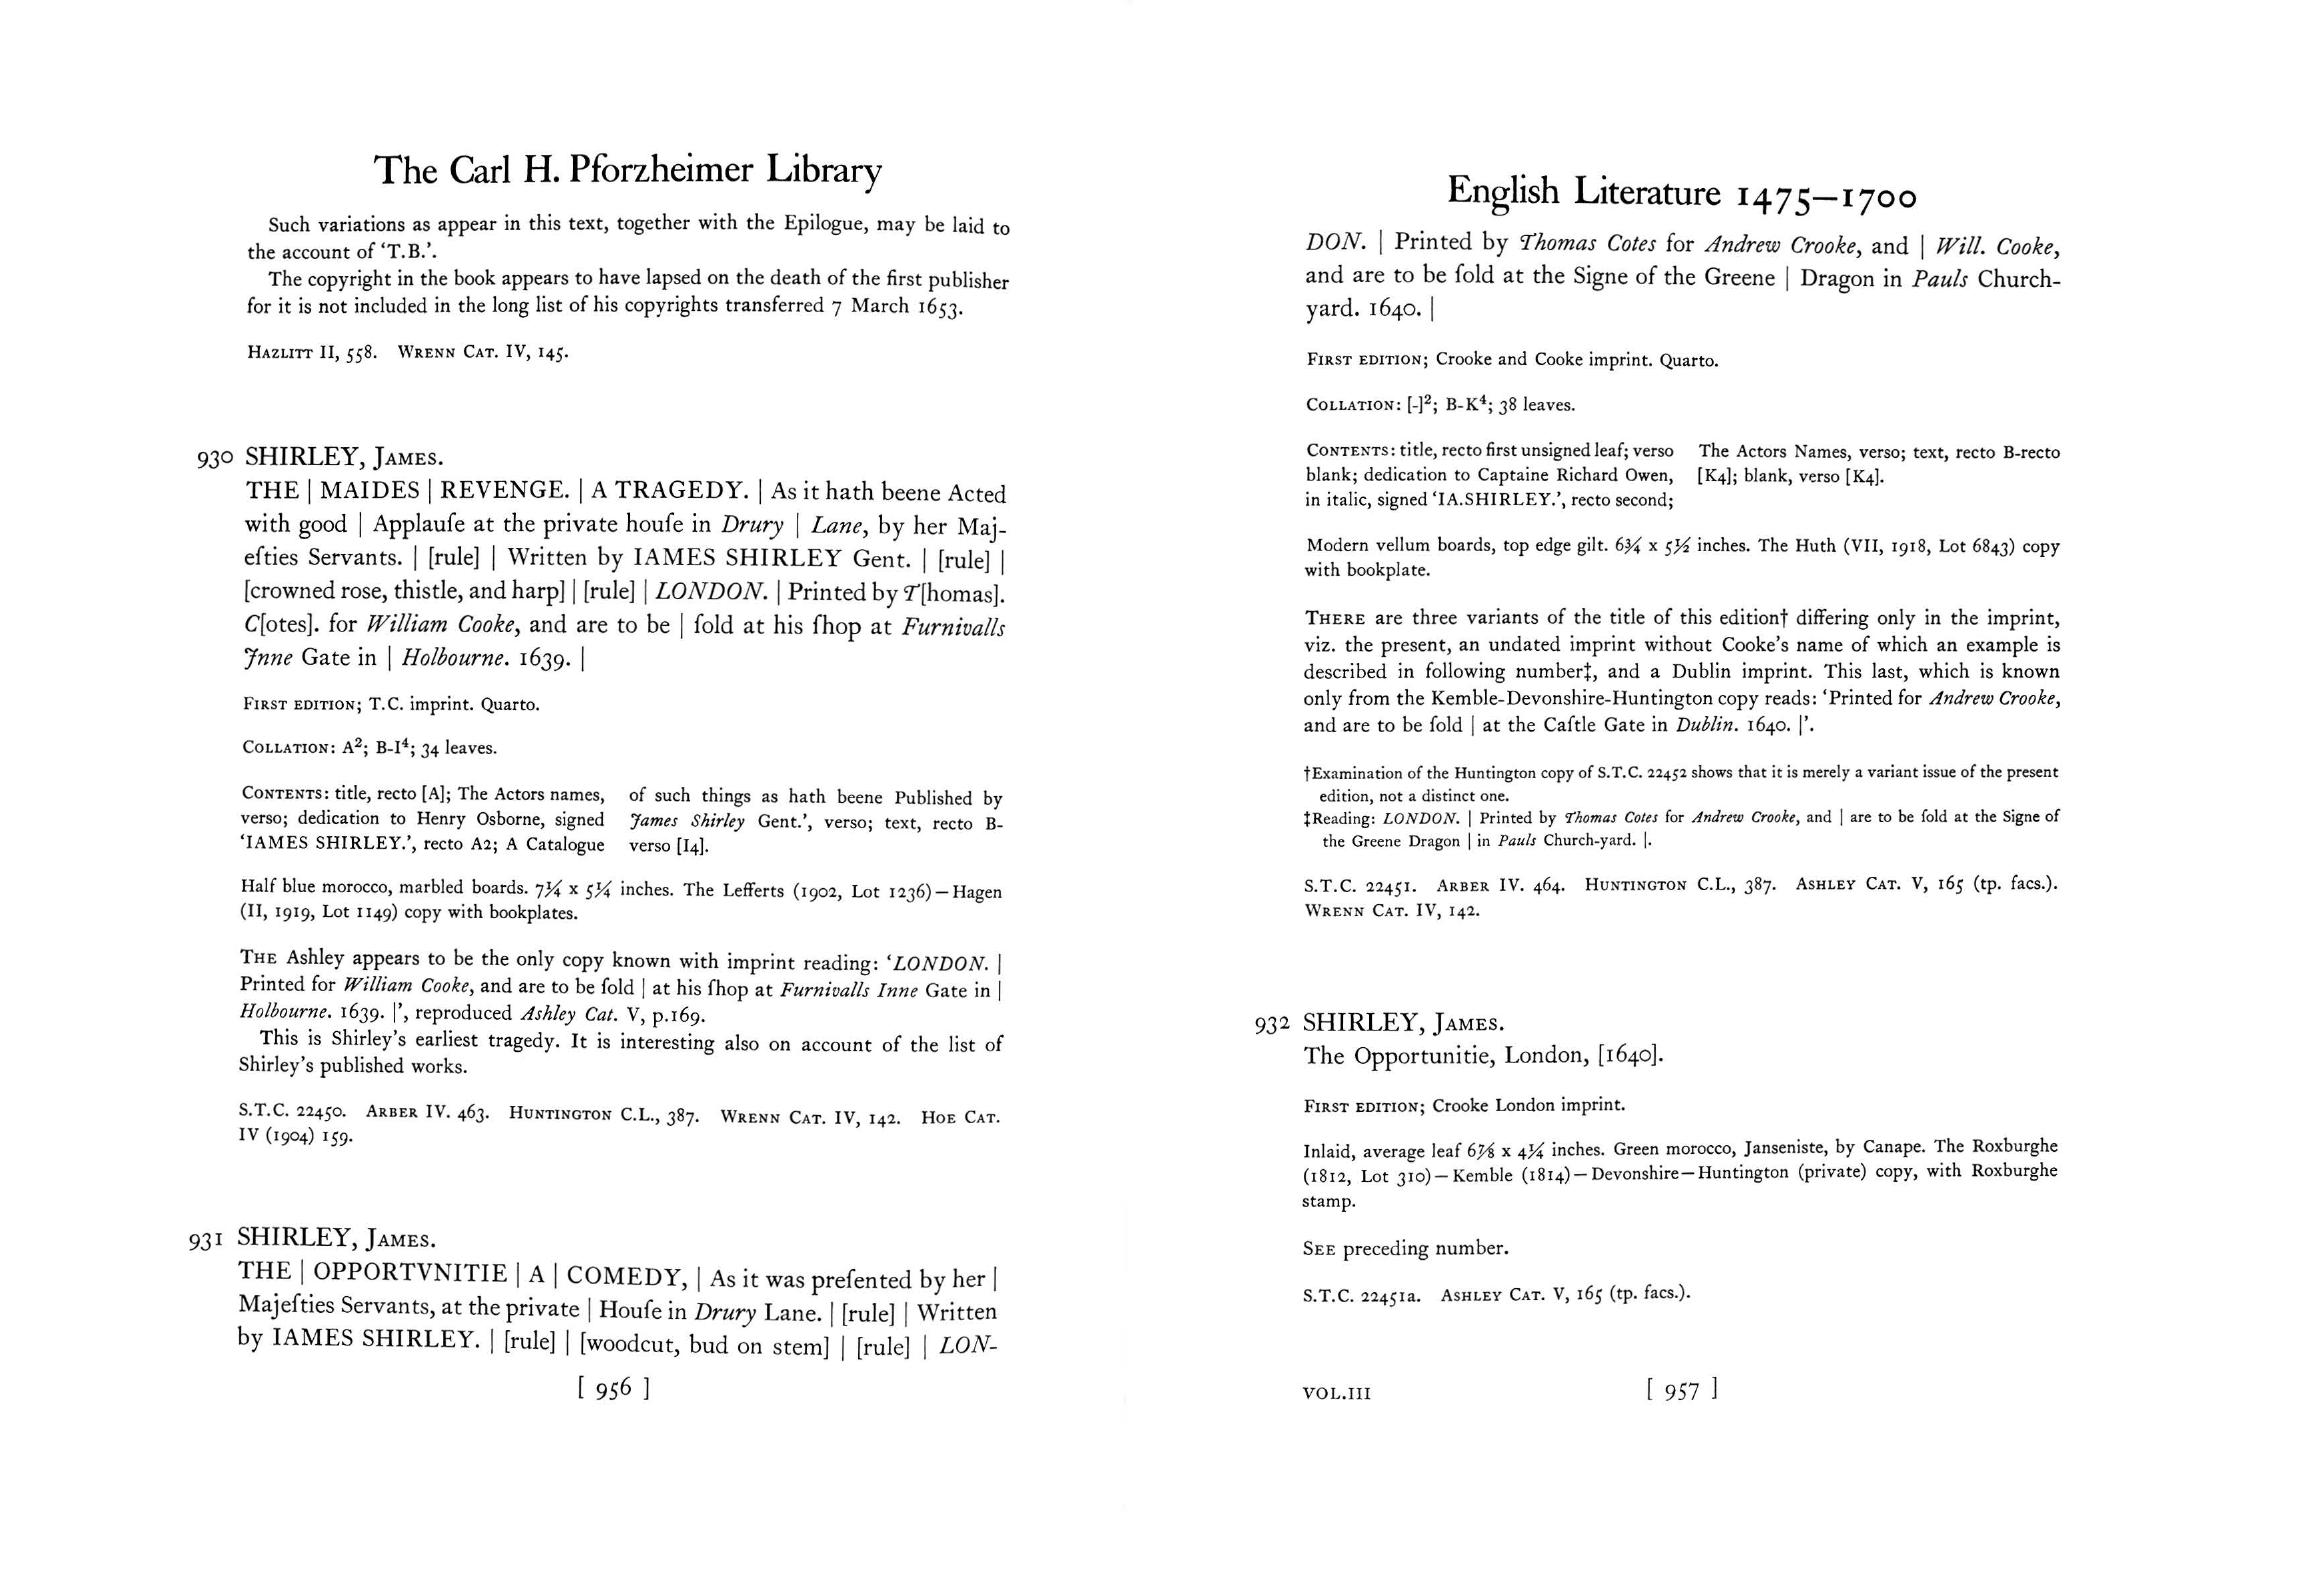 The Carl H. Pforzheimer Library
Such variations as appear in this text, together with the Epilogue, may be laid to
the account of ‘T.B.’.
The copyright in the book appears to have lapsed on the death of the first publisher
for it is not included in the long list of his copyrights transferred 7 March 1653.
HAZLITT II, 558. WRENN CAT. IV, 145.
930 SHIRLEY, JAMES.
THE | MAIDES | REVENGE. | A TRAGEDY. | As it hath beene Acted
with good | Applauſe at the private houſe in Drury | Lane, by her Maj-
eſties Servants. | [rule] | Written by IAMES SHIRLEY Gent. | [rule] |
[crowned rose, thistle, and harp] | [rule] | LONDON. | Printed by T[homas].
C[otes]. for William Cooke, and are to be | ſold at his ſhop at Furnivalls
Inne Gate in | Holbourne. 1639. |
FIRST EDITION; T.C. imprint. Quarto.
COLLATION: A²; B-I⁴; 34 leaves.
CONTENTS: title, recto [A]; The Actors names,
verso; dedication to Henry Osborne, signed
‘IAMES SHIRLEY.’, recto A2; A Catalogue
of such things as hath beene Published by
James Shirley Gent.’, verso; text, recto B-
verso [I4].
Half blue morocco, marbled boards. 7¼ x 5¼ inches. The Lefferts (1902, Lot 1236)—Hagen
(II, 1919, Lot 1149) copy with bookplates.
THE Ashley appears to be the only copy known with imprint reading: ‘LONDON. |
Printed for William Cooke, and are to be ſold | at his ſhop at Furnivalls Inne Gate in |
Holbourne. 1639. |’, reproduced Ashley Cat. V, p.169.
This is Shirley’s earliest tragedy. It is interesting also on account of the list of
Shirley’s published works.
S.T.C. 22450. ARBER IV. 463. HUNTINGTON C.L., 387. WRENN CAT. IV, 142. HOE CAT.
IV (1904) 159.
931 SHIRLEY, JAMES.
THE | OPPORTVNITIE | A | COMEDY, | As it was preſented by her |
Majeſties Servants, at the private | Houſe in Drury Lane. | [rule] | Written
by IAMES SHIRLEY. | [rule] | [woodcut, bud on stem] | [rule] | LON-
[ 956 ]
English Literature 1475—1700
DON. | Printed by Thomas Cotes for Andrew Crooke, and | Will. Cooke,
and are to be ſold at the Signe of the Greene | Dragon in Pauls Church-
yard. 1640. |
FIRST EDITION; Crooke and Cooke imprint. Quarto.
COLLATION: [-]²; B-K⁴; 38 leaves.
CONTENTS: title, recto first unsigned leaf; verso
blank; dedication to Captaine Richard Owen,
in italic, signed ‘IA.SHIRLEY.’, recto second;
The Actors Names, verso; text, recto B-recto
[K4]; blank, verso [K4].
Modern vellum boards, top edge gilt. 6¾ x 5½ inches. The Huth (VII, 1918, Lot 6843) copy
with bookplate.
THERE are three variants of the title of this edition† differing only in the imprint,
viz. the present, an undated imprint without Cooke’s name of which an example is
described in following number‡, and a Dublin imprint. This last, which is known
only from the Kemble-Devonshire-Huntington copy reads: ‘Printed for Andrew Crooke,
and are to be ſold | at the Caſtle Gate in Dublin. 1640. |’.
†Examination of the Huntington copy of S.T.C. 22452 shows that it is merely a variant issue of the present
edition, not a distinct one.
‡Reading: LONDON. | Printed by Thomas Cotes for Andrew Crooke, and | are to be ſold at the Signe of
the Greene Dragon | in Pauls Church-yard. |.
S.T.C. 22451. ARBER IV. 464. HUNTINGTON C.L., 387. ASHLEY CAT. V, 165 (tp. facs.).
WRENN CAT. IV, 142.
932 SHIRLEY, JAMES.
The Opportunitie, London, [1640].
FIRST EDITION; Crooke London imprint.
Inlaid, average leaf 6⅞ x 4¼ inches. Green morocco, Janseniste, by Canape. The Roxburghe
(1812, Lot 310)—Kemble (1814)—Devonshire—Huntington (private) copy, with Roxburghe
stamp.
SEE preceding number.
S.T.C. 22451a. ASHLEY CAT. V, 165 (tp. facs.).
VOL.III
[ 957 ]